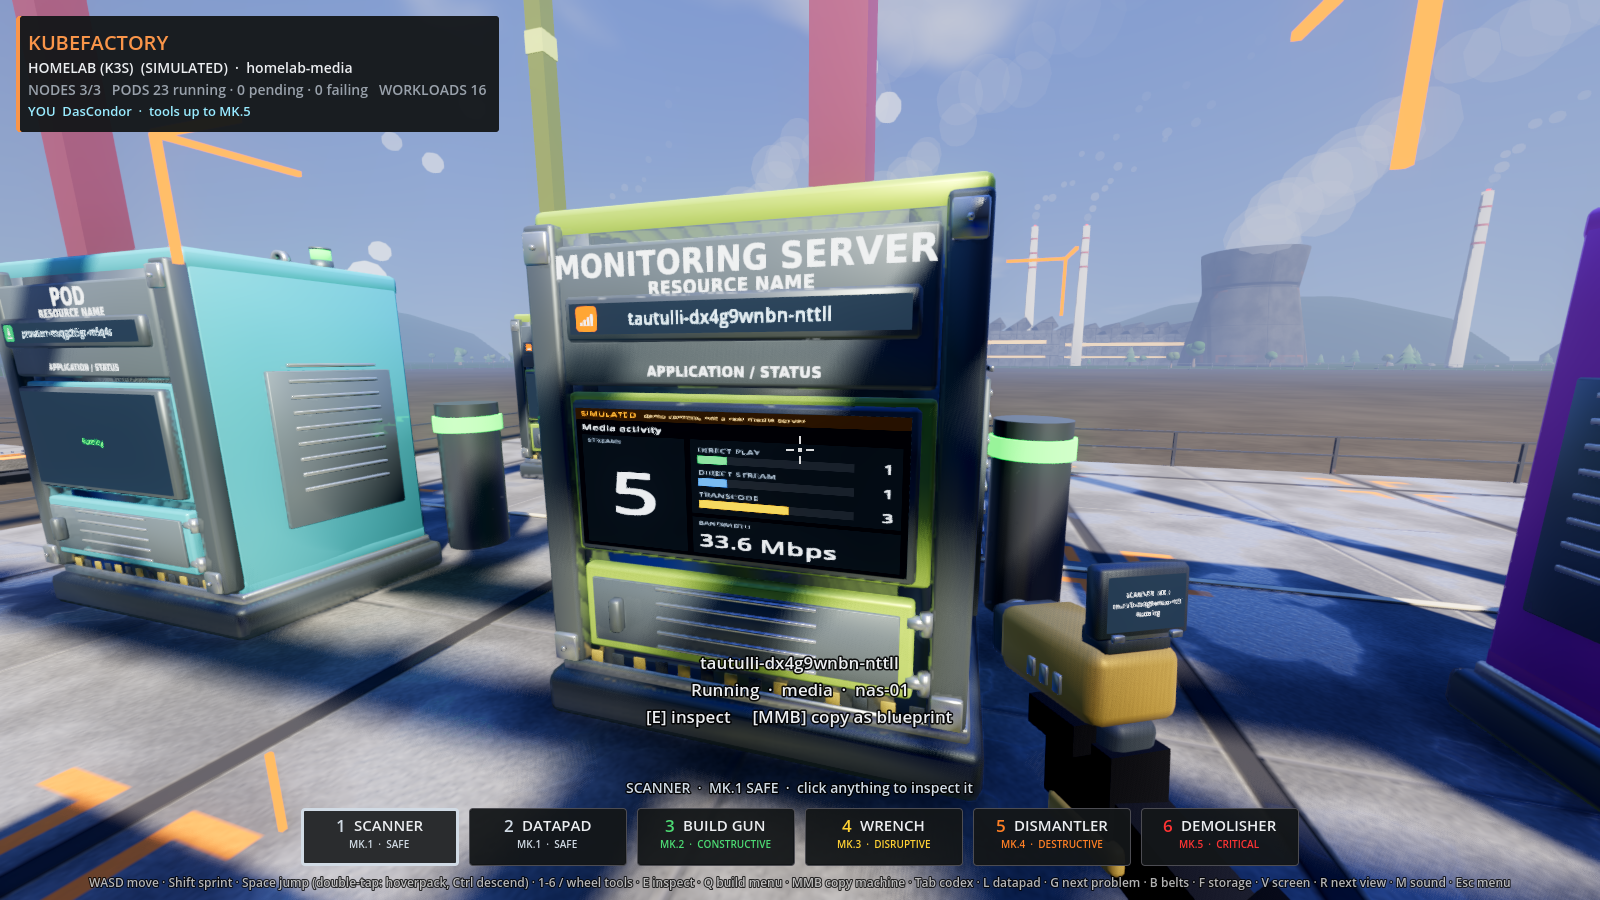 KUBEFACTORY
HOMELAB (K3S) (SIMULATED) · homelab-media
NODES 3/3 PODS 23 running · 0 pending · 0 failing WORKLOADS 16
YOU DasCondor · tools up to MK.5
POD
RESOURCE NAME
APPLICATION / STATUS
Running
MONITORING SERVER
RESOURCE NAME
tautulli-dx4g9wnbn-nttll
APPLICATION / STATUS
SIMULATED
Media activity
STREAMS
5
DIRECT PLAY 1
DIRECT STREAM 1
TRANSCODE 3
BANDWIDTH
33.6 Mbps
tautulli-dx4g9wnbn-nttll
Running · media · nas-01
[E] inspect [MMB] copy as blueprint
SCANNER · MK.1 SAFE · click anything to inspect it
1 SCANNER
MK.1 · SAFE
2 DATAPAD
MK.1 · SAFE
3 BUILD GUN
MK.2 · CONSTRUCTIVE
4 WRENCH
MK.3 · DISRUPTIVE
5 DISMANTLER
MK.4 · DESTRUCTIVE
6 DEMOLISHER
MK.5 · CRITICAL
WASD move · Shift sprint · Space jump (double-tap: hoverpack, Ctrl descend) · 1-6 / wheel tools · E inspect · Q build menu · MMB copy machine · Tab codex · L datapad · G next problem · B belts · F storage · V screen · R next view · M sound · Esc menu